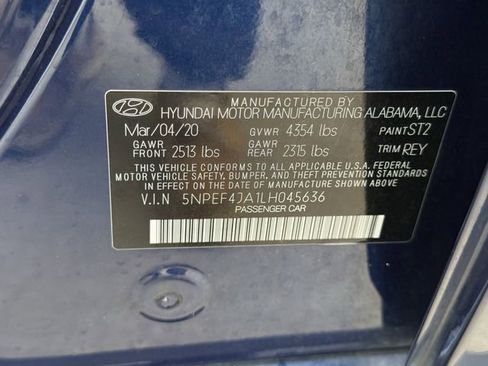 MANUFACTURED BY
HYUNDAI MOTOR MANUFACTURING ALABAMA, LLC
Mar/04/20 GVWR 4354 lbs PAINT ST2
GAWR FRONT 2513 lbs GAWR REAR 2315 lbs TRIM REY
THIS VEHICLE CONFORMS TO ALL APPLICABLE U.S.A. FEDERAL
MOTOR VEHICLE SAFETY, BUMPER, AND THEFT PREVENTION STANDARDS
IN EFFECT ON THE DATE OF MANUFACTURE SHOWN ABOVE
V.I.N 5NPEF4JA1LH045636
PASSENGER CAR